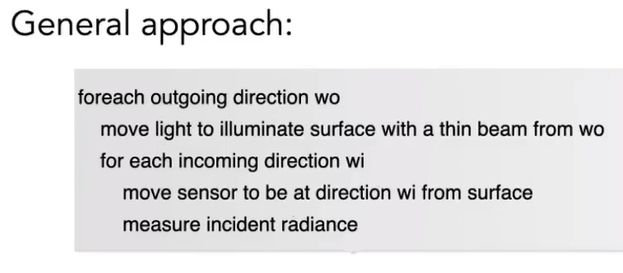 General approach:
foreach outgoing direction wo
move light to illuminate surface with a thin beam from wo
for each incoming direction wi
move sensor to be at direction wi from surface
measure incident radiance